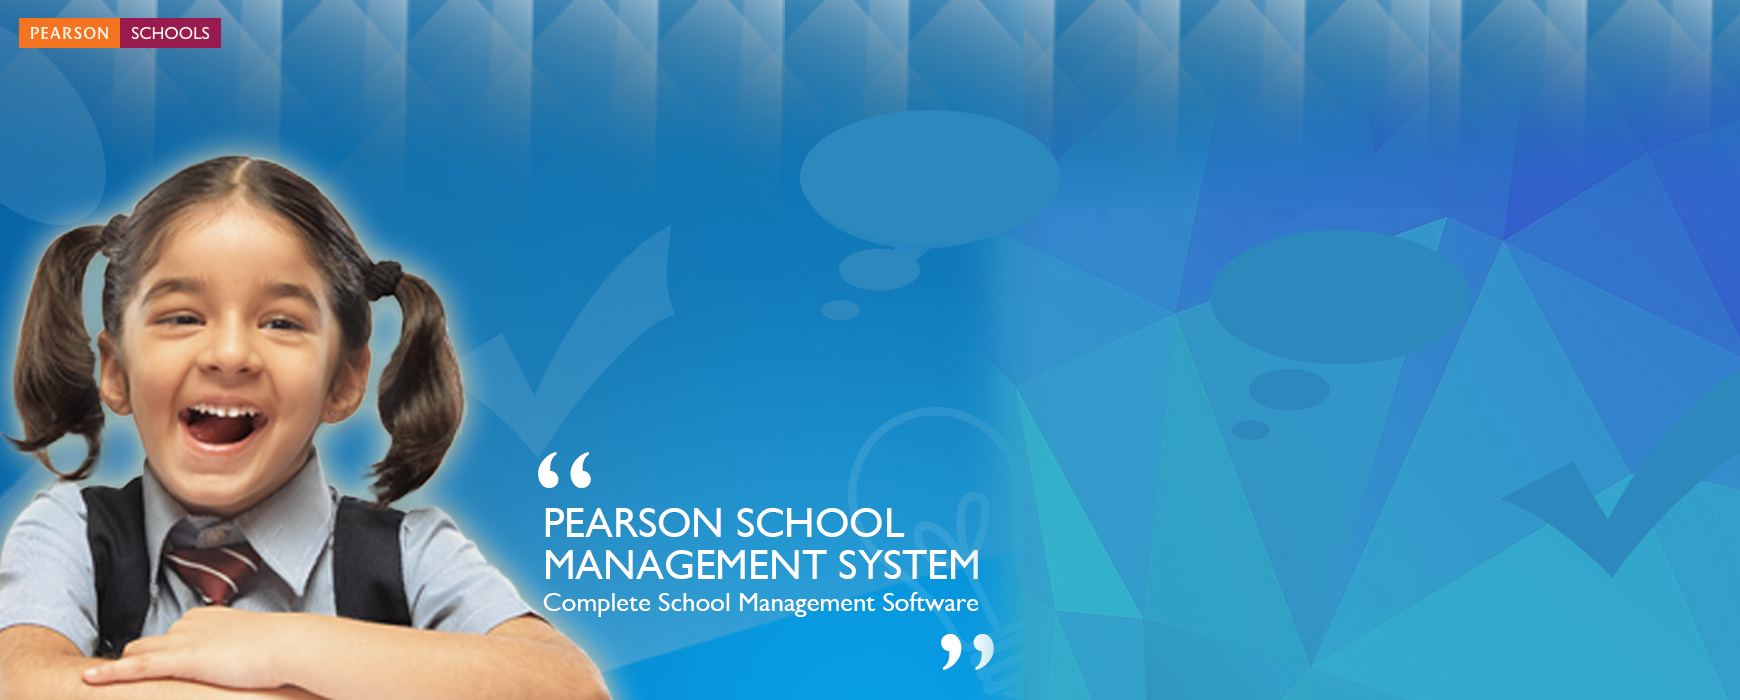 PEARSON SCHOOLS
“
PEARSON SCHOOL
MANAGEMENT SYSTEM
Complete School Management Software
”